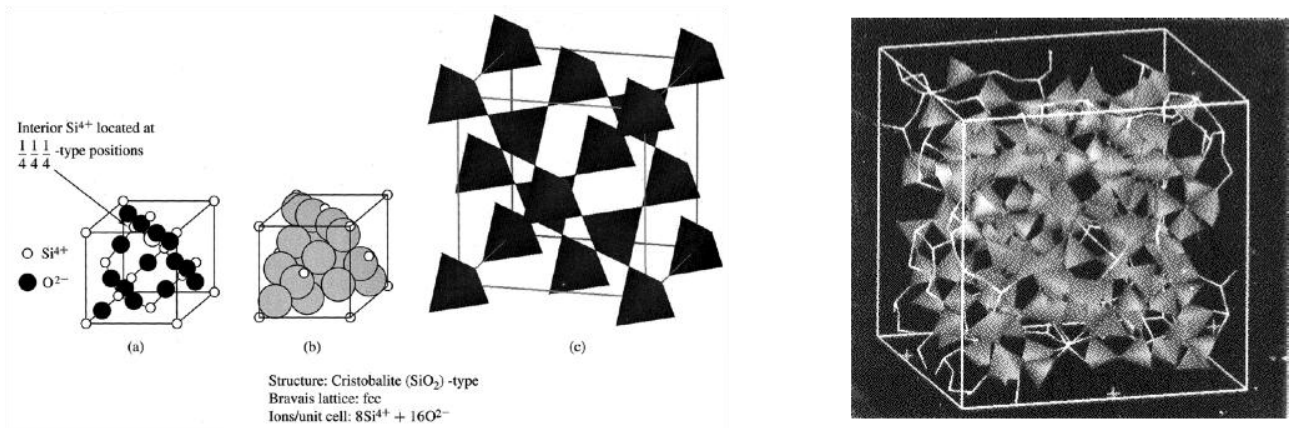 Interior Si⁴⁺ located at
1/4 1/4 1/4 -type positions
Si⁴⁺
O²⁻
(a)
(b)
(c)
Structure: Cristobalite (SiO₂) -type
Bravais lattice: fcc
Ions/unit cell: 8Si⁴⁺ + 16O²⁻